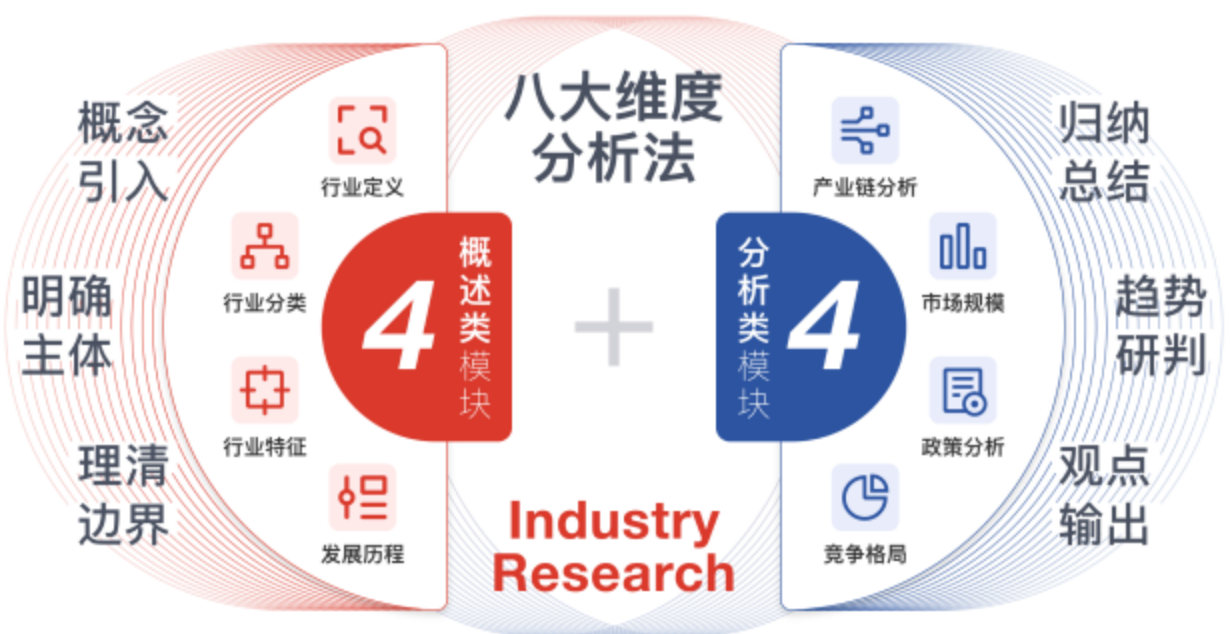 八大维度
分析法
概念
引入
明确
主体
理清
边界
行业定义
行业分类
行业特征
发展历程
4
概述类模块
分析类模块
4
产业链分析
市场规模
政策分析
竞争格局
归纳
总结
趋势
研判
观点
输出
Industry
Research